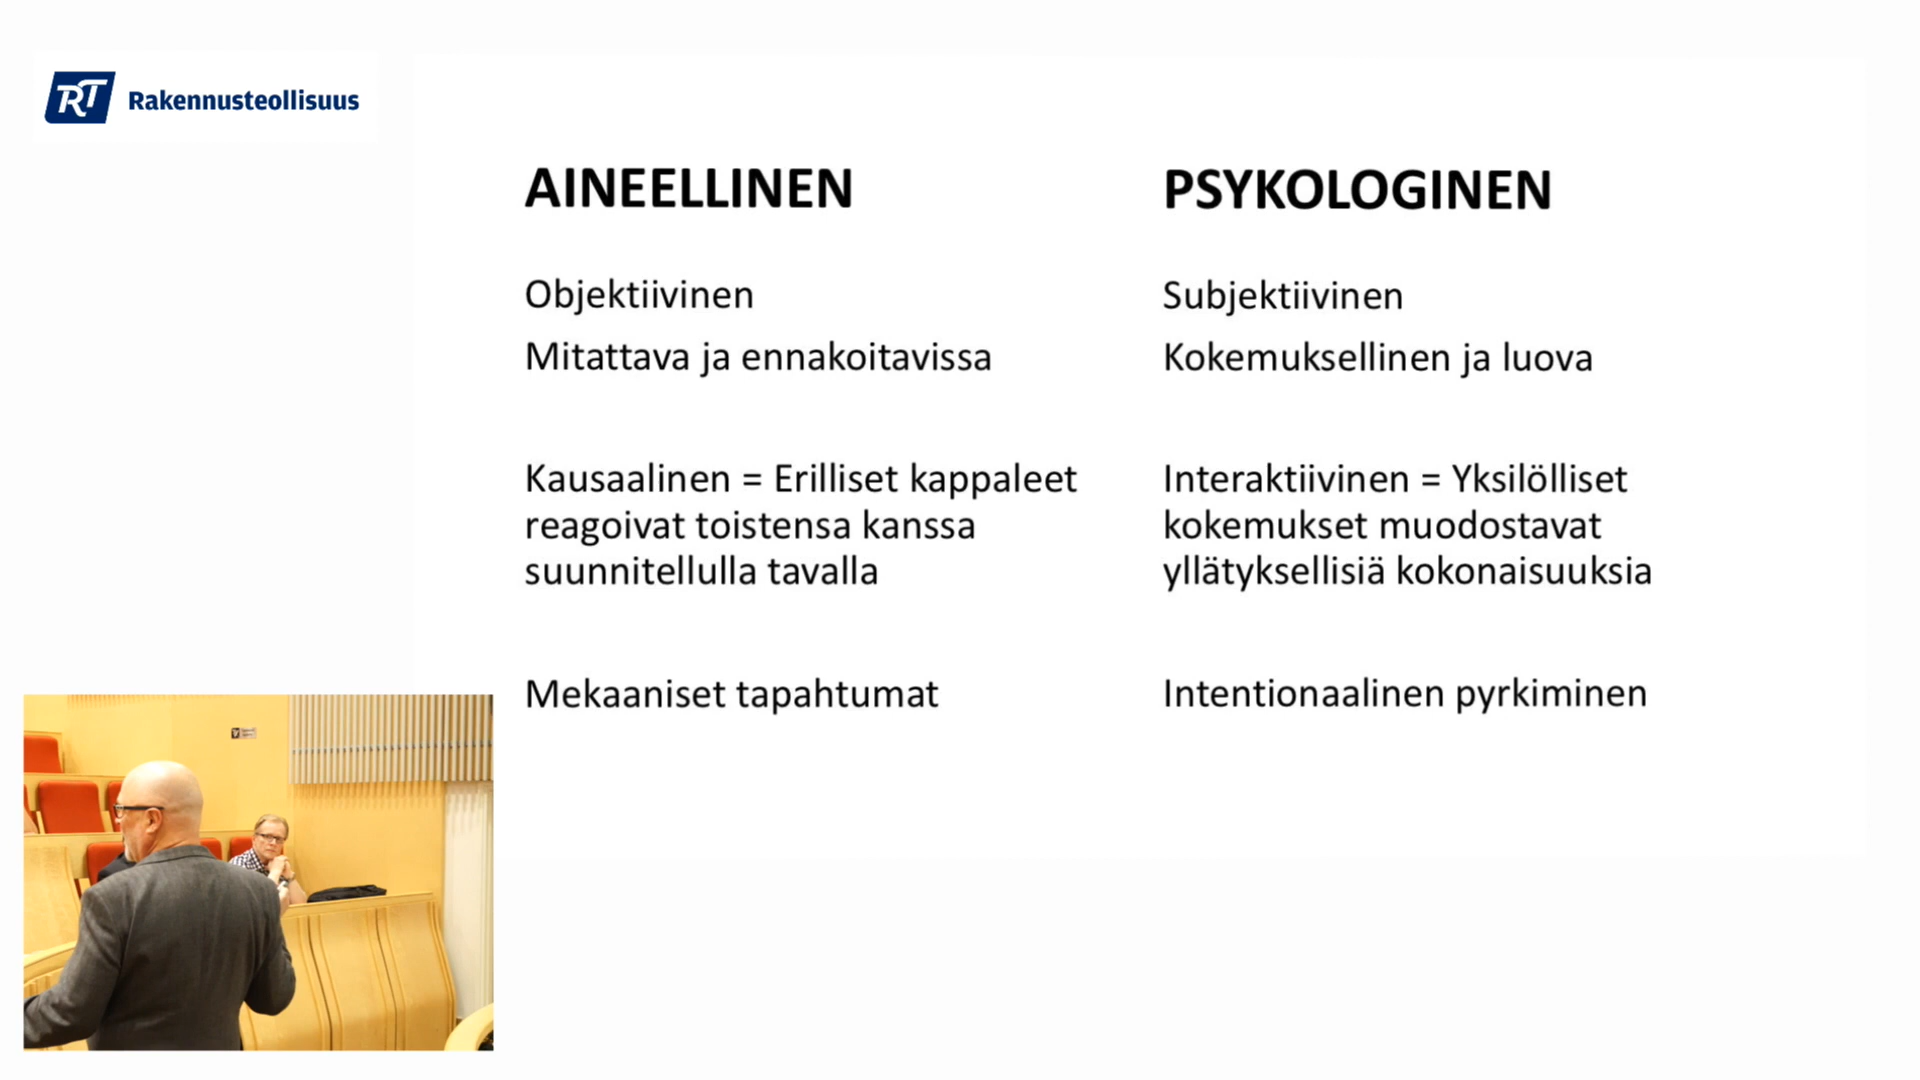 RT Rakennusteollisuus
AINEELLINEN
Objektiivinen
Mitattava ja ennakoitavissa
Kausaalinen = Erilliset kappaleet
reagoivat toistensa kanssa
suunnitellulla tavalla
Mekaaniset tapahtumat
PSYKOLOGINEN
Subjektiivinen
Kokemuksellinen ja luova
Interaktiivinen = Yksilölliset
kokemukset muodostavat
yllätyksellisiä kokonaisuuksia
Intentionaalinen pyrkiminen